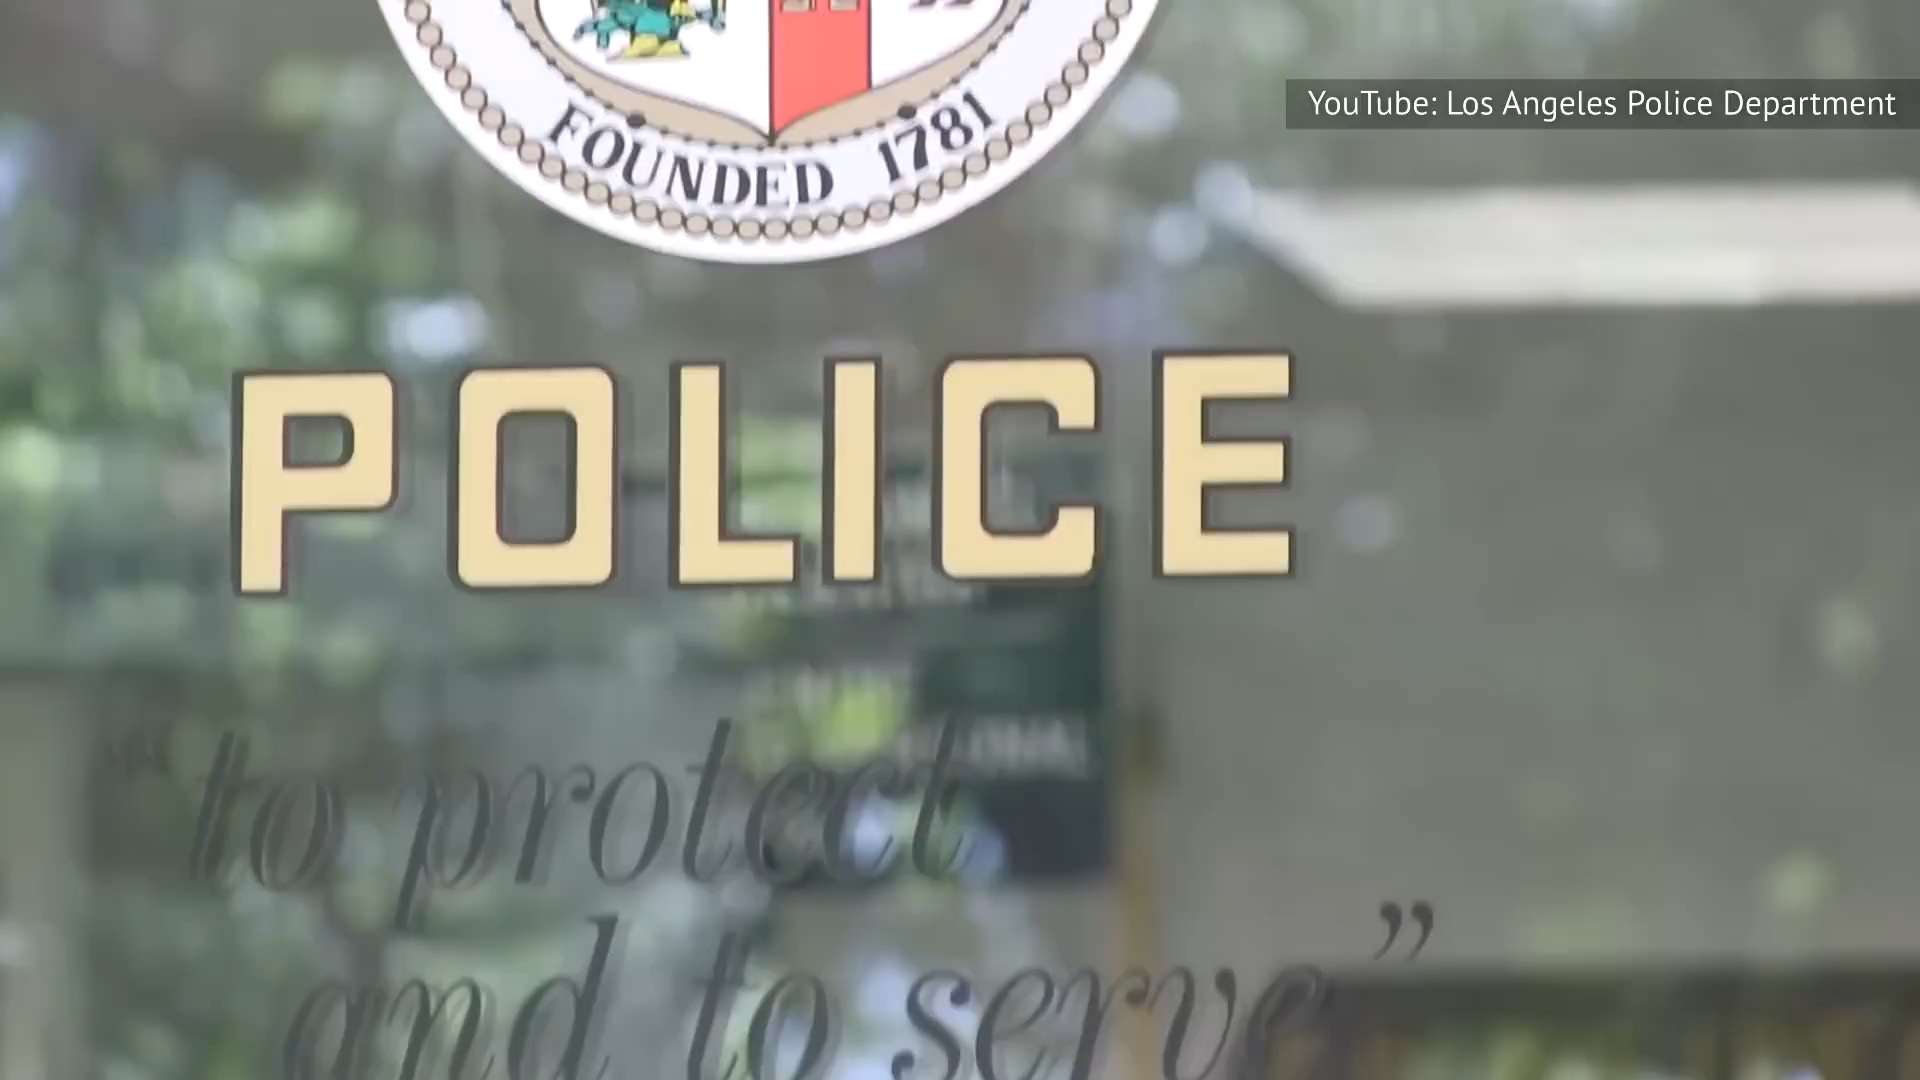 FOUNDED 1781
YouTube: Los Angeles Police Department
POLICE
“to protect
and to serve”